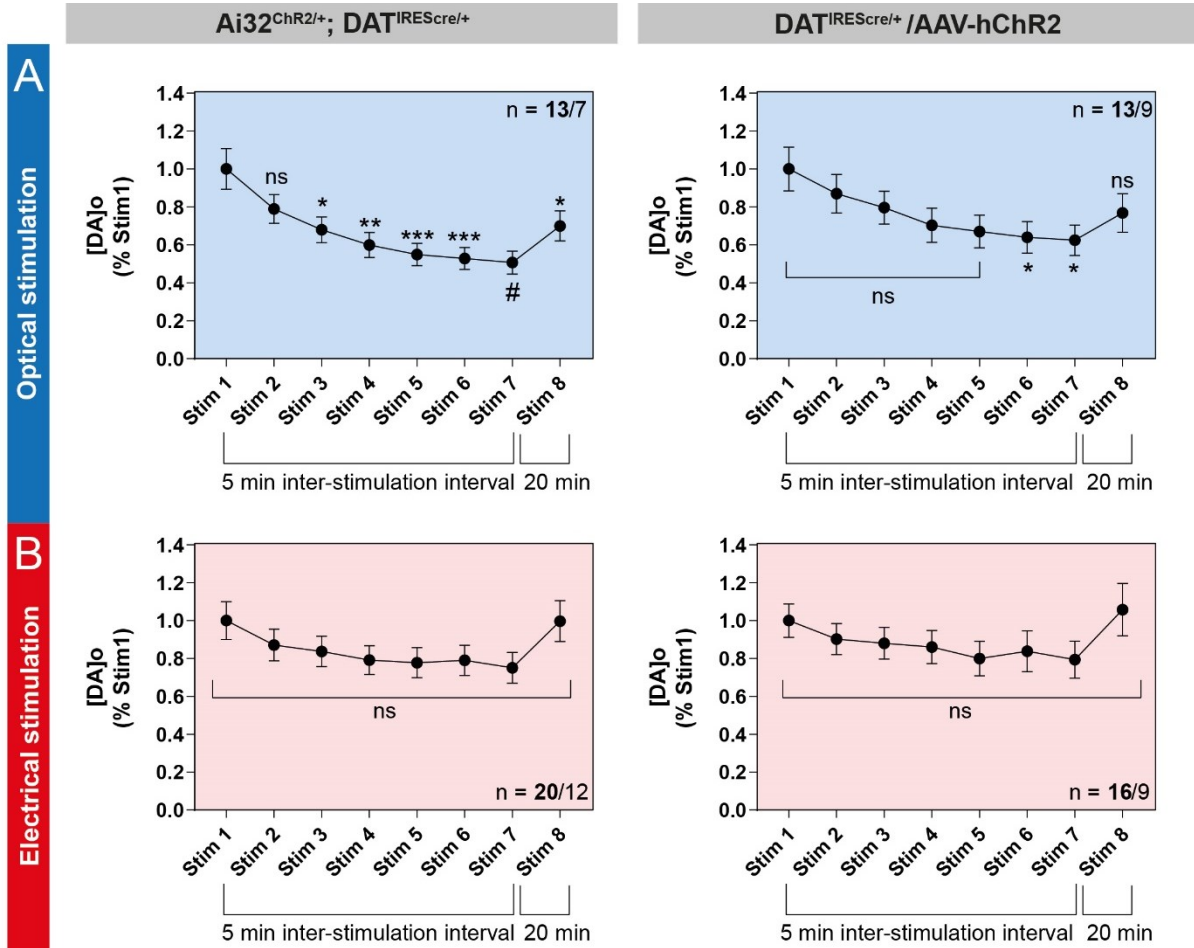 Ai32ChR2/+; DATIREScre/+
DATIREScre/+ /AAV-hChR2
A
Optical stimulation
[DA]o
(% Stim1)
1.4
1.2
1.0
0.8
0.6
0.4
0.2
0.0
n = 13/7
ns
*
**
***
***
#
*
Stim 1
Stim 2
Stim 3
Stim 4
Stim 5
Stim 6
Stim 7
Stim 8
5 min inter-stimulation interval 20 min
[DA]o
(% Stim1)
1.4
1.2
1.0
0.8
0.6
0.4
0.2
0.0
n = 13/9
ns
ns
*
*
Stim 1
Stim 2
Stim 3
Stim 4
Stim 5
Stim 6
Stim 7
Stim 8
5 min inter-stimulation interval 20 min
B
Electrical stimulation
[DA]o
(% Stim1)
1.4
1.2
1.0
0.8
0.6
0.4
0.2
0.0
ns
n = 20/12
Stim 1
Stim 2
Stim 3
Stim 4
Stim 5
Stim 6
Stim 7
Stim 8
5 min inter-stimulation interval 20 min
[DA]o
(% Stim1)
1.4
1.2
1.0
0.8
0.6
0.4
0.2
0.0
ns
n = 16/9
Stim 1
Stim 2
Stim 3
Stim 4
Stim 5
Stim 6
Stim 7
Stim 8
5 min inter-stimulation interval 20 min